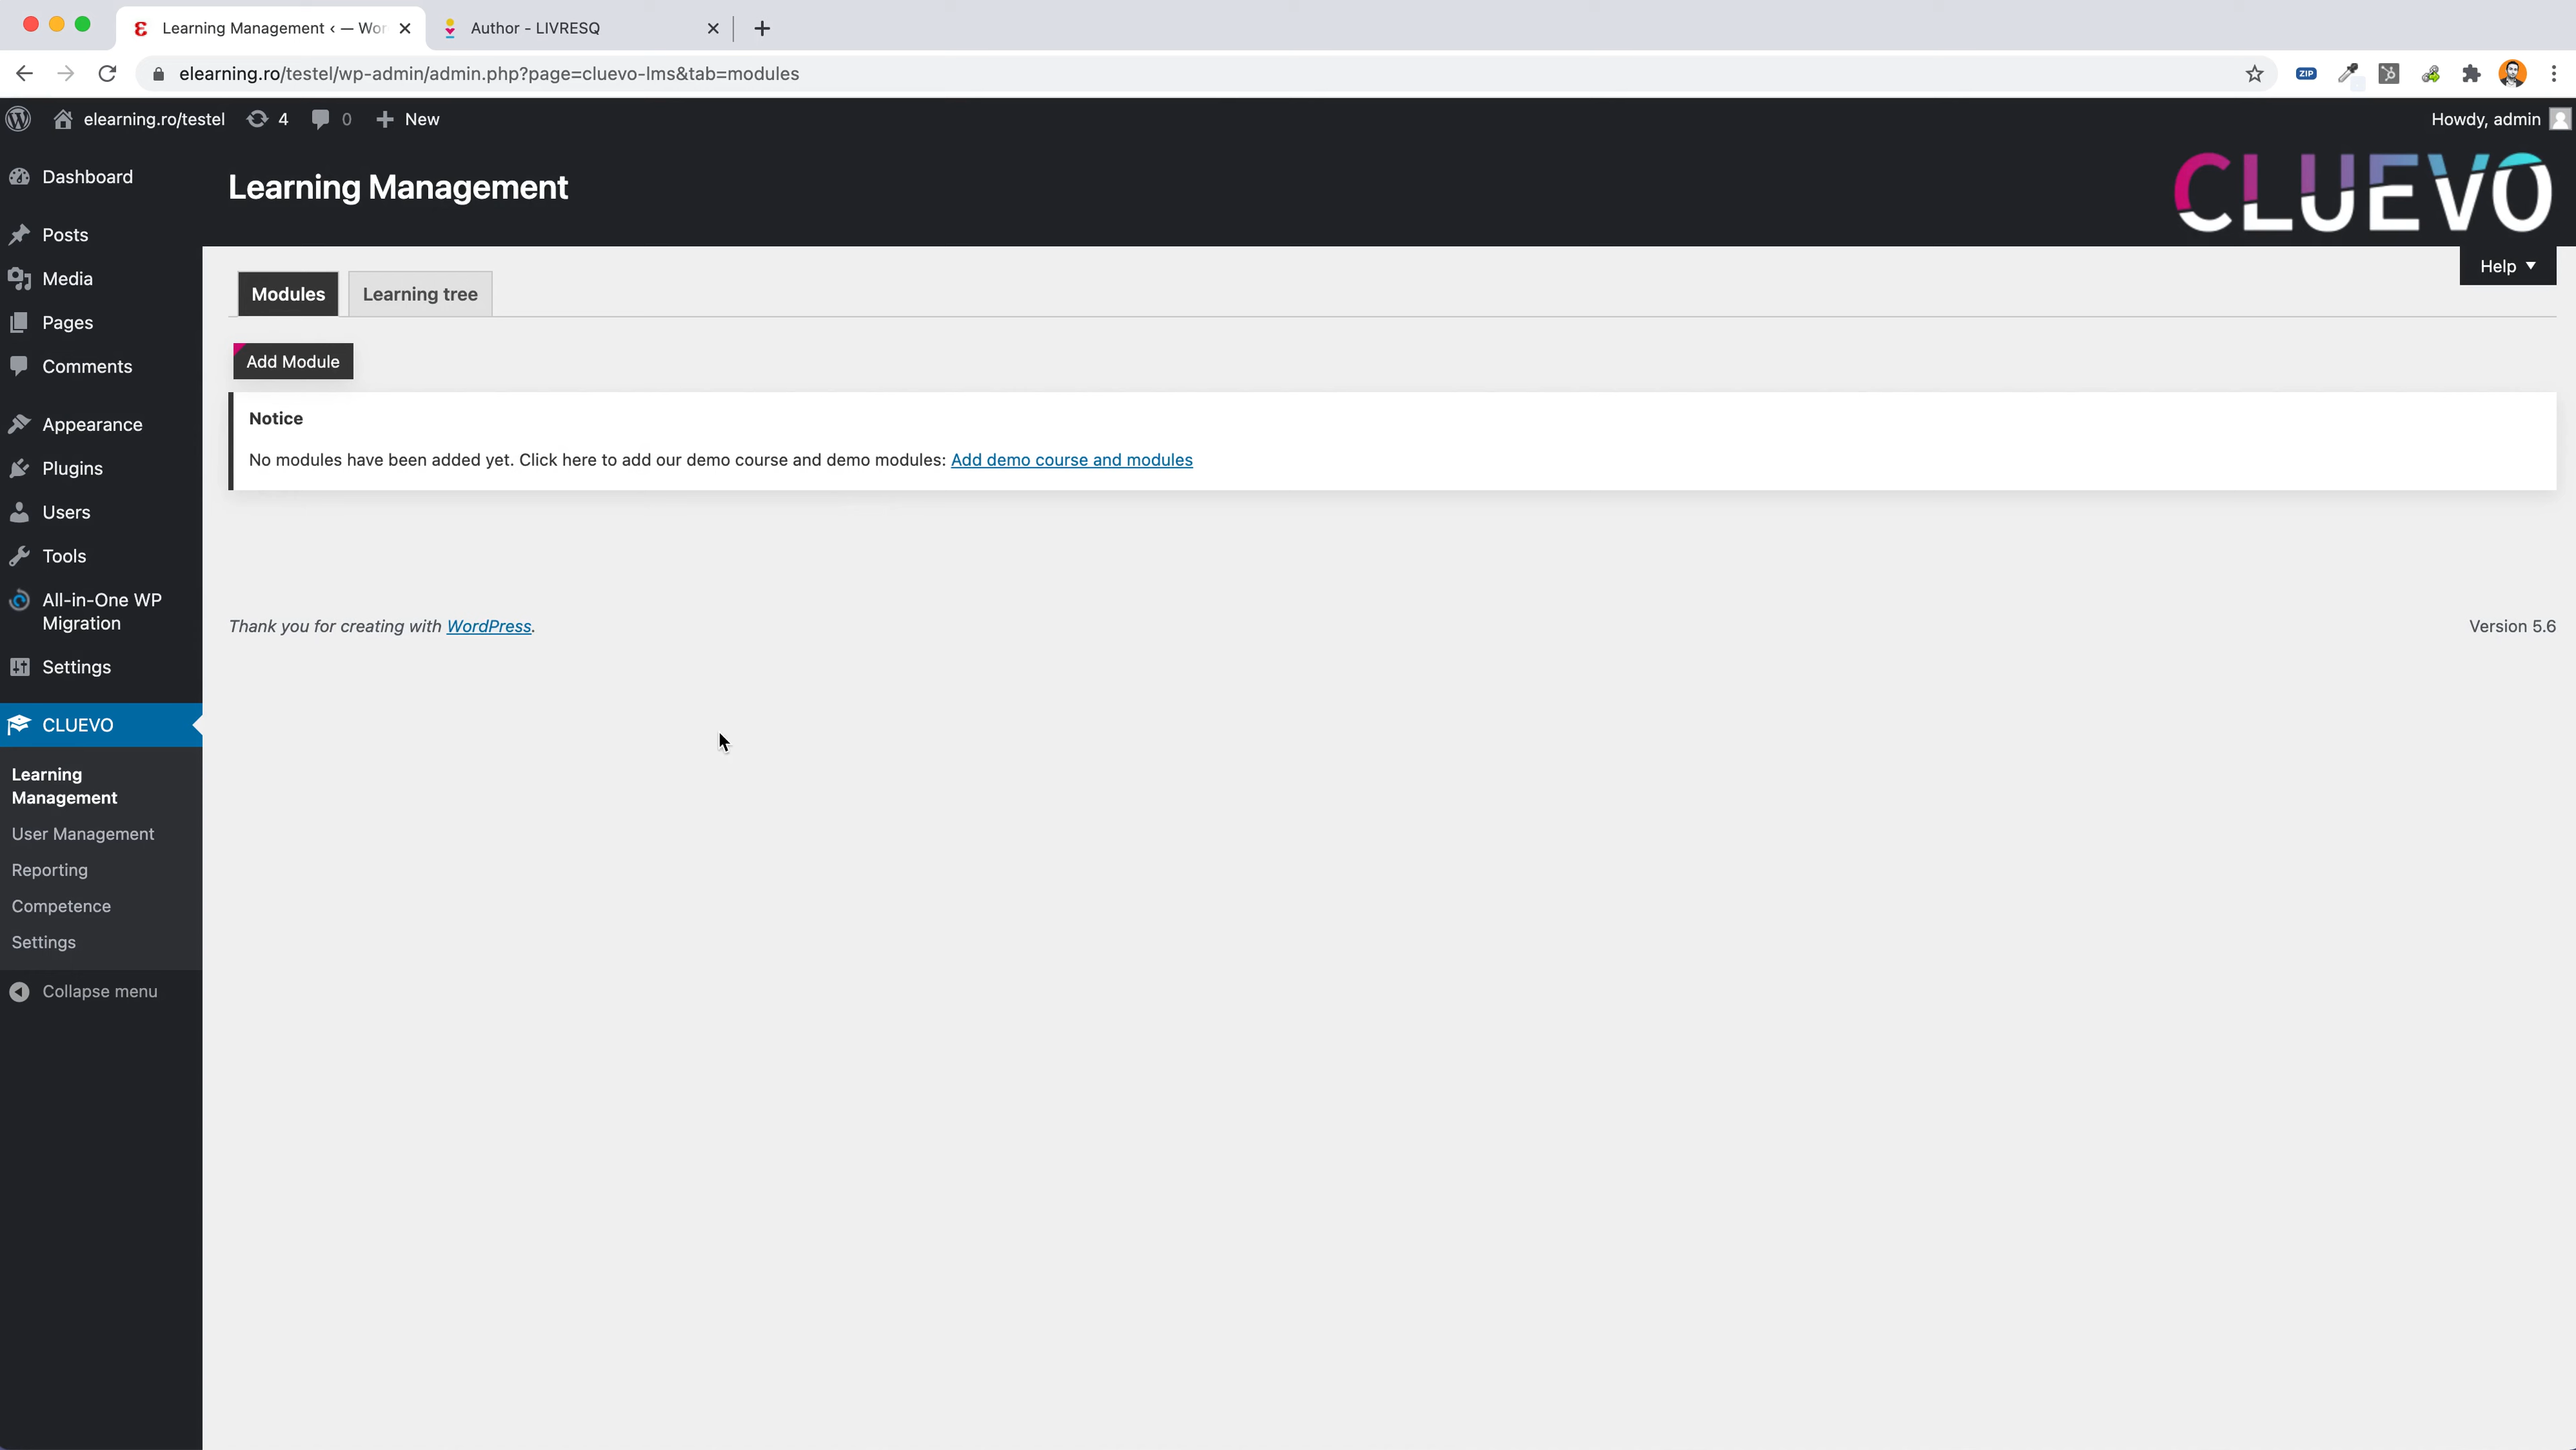 Learning Management ‹ — Wor
Author - LIVRESQ
elearning.ro/testel/wp-admin/admin.php?page=cluevo-lms&tab=modules
ZIP
elearning.ro/testel
4
0
New
Howdy, admin
Dashboard
Posts
Media
Pages
Comments
Appearance
Plugins
Users
Tools
All-in-One WP
Migration
Settings
CLUEVO
Learning
Management
User Management
Reporting
Competence
Settings
Collapse menu
Learning Management
CLUEVO
Help
Modules
Learning tree
Add Module
Notice
No modules have been added yet. Click here to add our demo course and demo modules: Add demo course and modules
Thank you for creating with WordPress.
Version 5.6